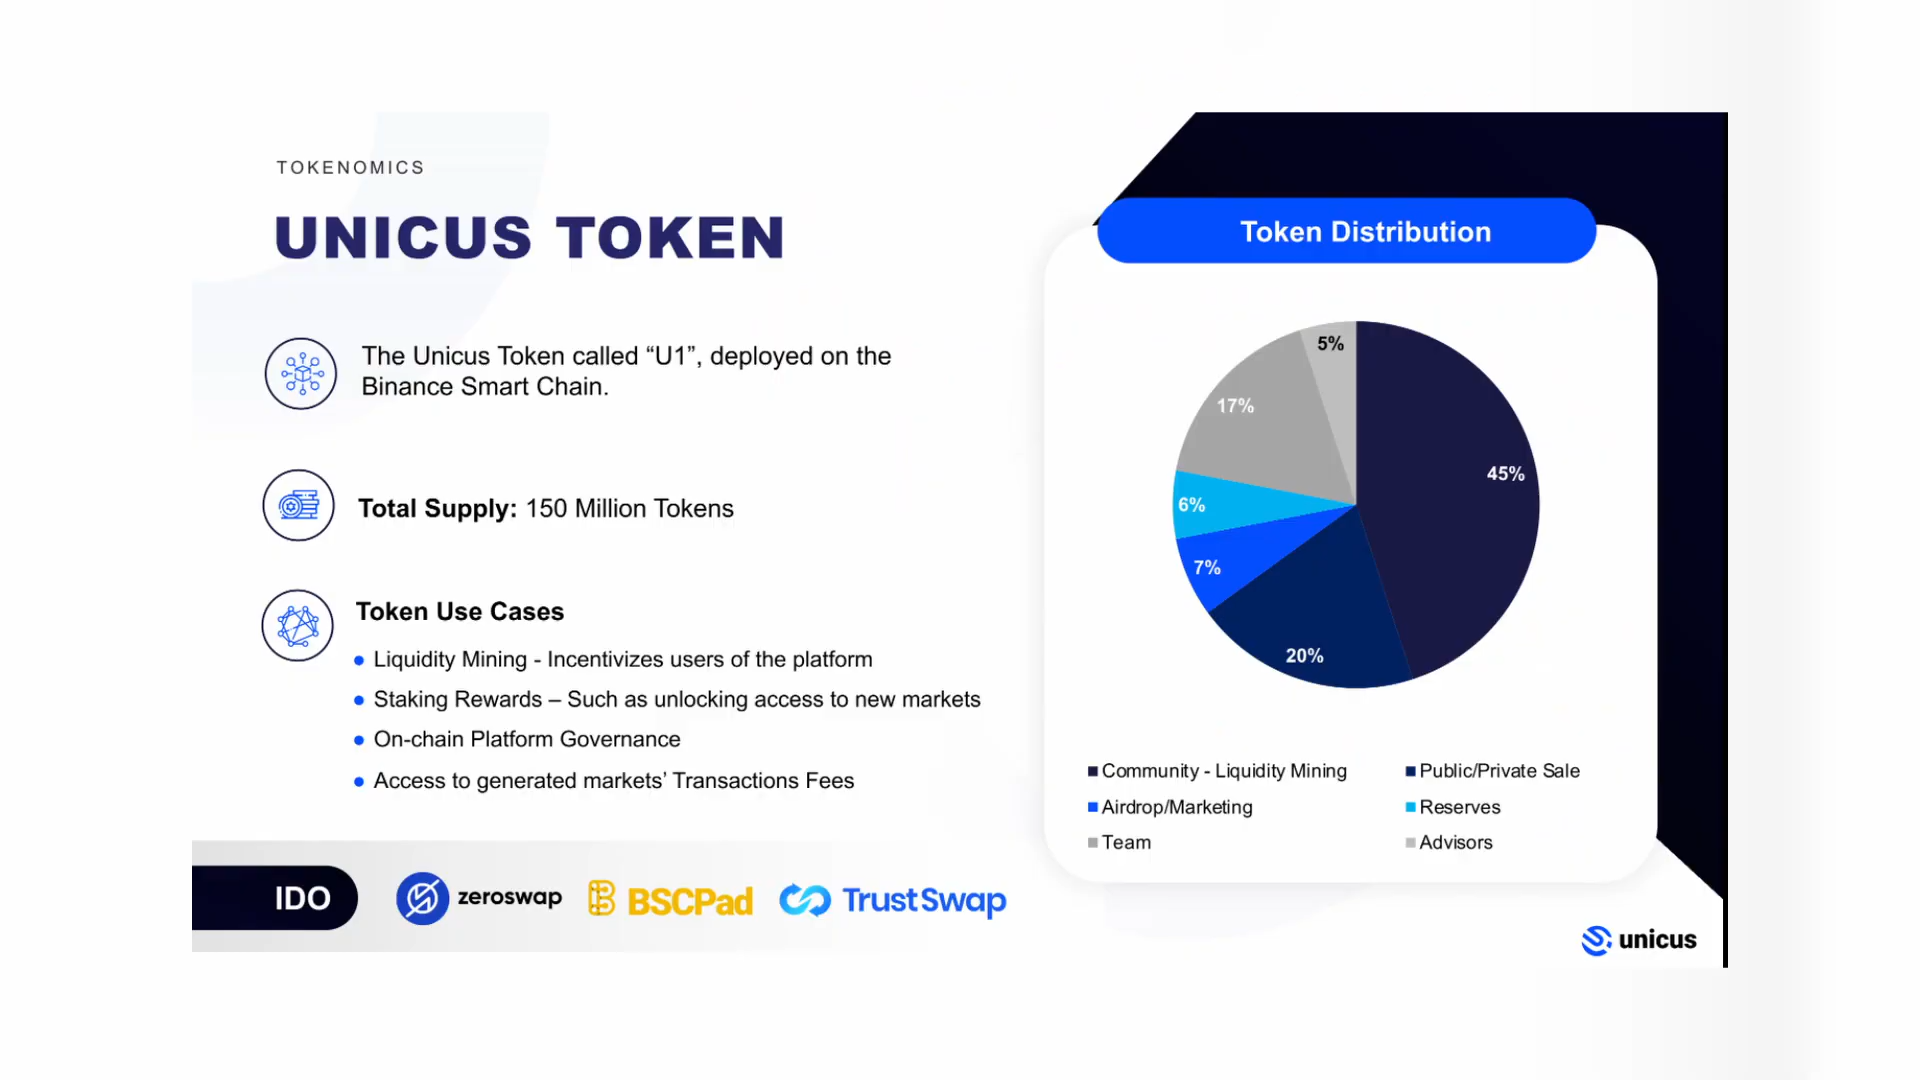 TOKENOMICS
UNICUS TOKEN
The Unicus Token called “U1”, deployed on the
Binance Smart Chain.
Total Supply: 150 Million Tokens
Token Use Cases
Liquidity Mining - Incentivizes users of the platform
Staking Rewards – Such as unlocking access to new markets
On-chain Platform Governance
Access to generated markets’ Transactions Fees
IDO
zeroswap
BSCPad
TrustSwap
Token Distribution
5%
17%
45%
6%
7%
20%
Community - Liquidity Mining
Public/Private Sale
Airdrop/Marketing
Reserves
Team
Advisors
unicus